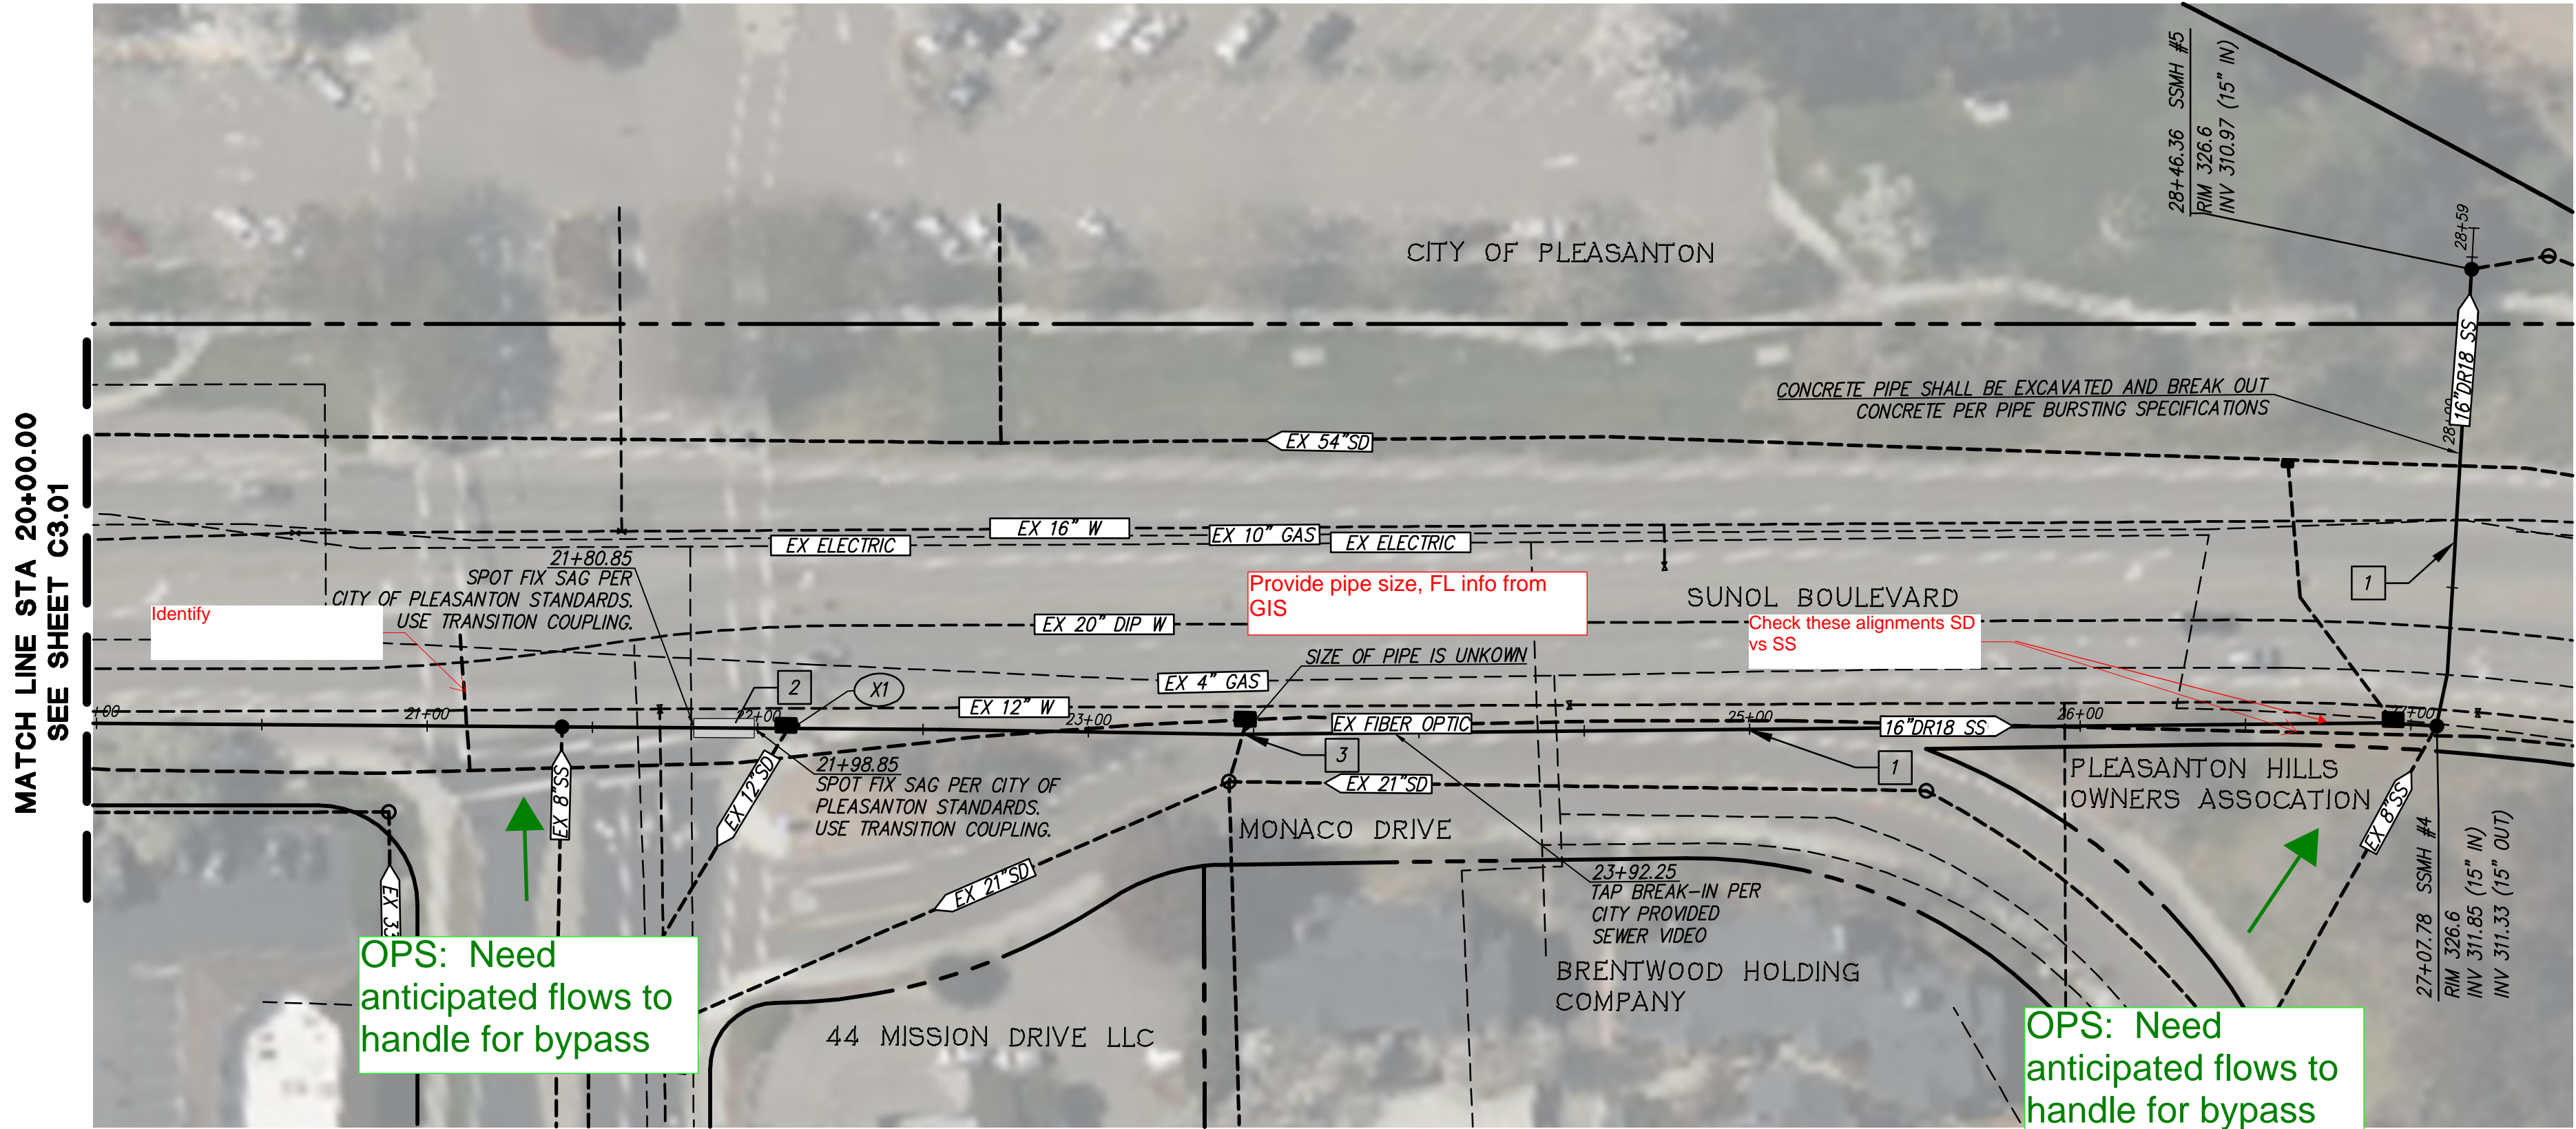 MATCH LINE STA 20+00.00
SEE SHEET C3.01
28+46.36 SSMH #5
RIM 326.6
INV 310.97 (15" IN)
28+59
CITY OF PLEASANTON
16"DR18 SS
CONCRETE PIPE SHALL BE EXCAVATED AND BREAK OUT
CONCRETE PER PIPE BURSTING SPECIFICATIONS
28+00
EX 54"SD
EX 16" W
EX 10" GAS
EX ELECTRIC
EX ELECTRIC
21+80.85
SPOT FIX SAG PER
CITY OF PLEASANTON STANDARDS.
USE TRANSITION COUPLING.
Identify
Provide pipe size, FL info from
GIS
SUNOL BOULEVARD
1
EX 20" DIP W
Check these alignments SD
vs SS
SIZE OF PIPE IS UNKOWN
EX 4" GAS
2
X1
EX 12" W
+00
21+00
22+00
23+00
EX FIBER OPTIC
25+00
16"DR18 SS
26+00
27+00
3
1
21+98.85
SPOT FIX SAG PER CITY OF
PLEASANTON STANDARDS.
USE TRANSITION COUPLING.
EX 8"SS
EX 12"SD
EX 21"SD
PLEASANTON HILLS
OWNERS ASSOCATION
EX 8"SS
MONACO DRIVE
EX 21"SD
EX 33
23+92.25
TAP BREAK-IN PER
CITY PROVIDED
SEWER VIDEO
27+07.78 SSMH #4
RIM 326.6
INV 311.85 (15" IN)
INV 311.33 (15" OUT)
OPS: Need
anticipated flows to
handle for bypass
BRENTWOOD HOLDING
COMPANY
44 MISSION DRIVE LLC
OPS: Need
anticipated flows to
handle for bypass